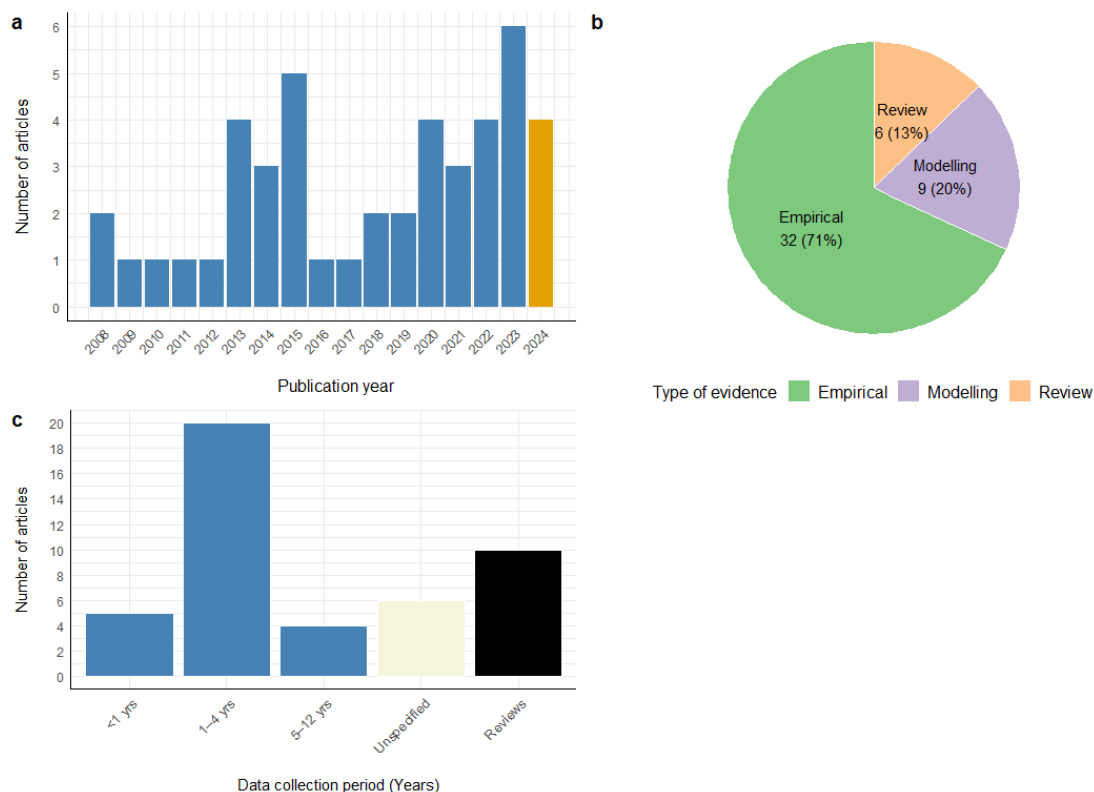 a
Number of articles
6
5
4
3
2
1
0
2008
2009
2010
2011
2012
2013
2014
2015
2016
2017
2018
2019
2020
2021
2022
2023
2024
Publication year
b
Review
6 (13%)
Modelling
9 (20%)
Empirical
32 (71%)
Type of evidence Empirical Modelling Review
c
Number of articles
20
18
16
14
12
10
8
6
4
2
0
<1 yrs
1–4 yrs
5–12 yrs
Unspecified
Reviews
Data collection period (Years)